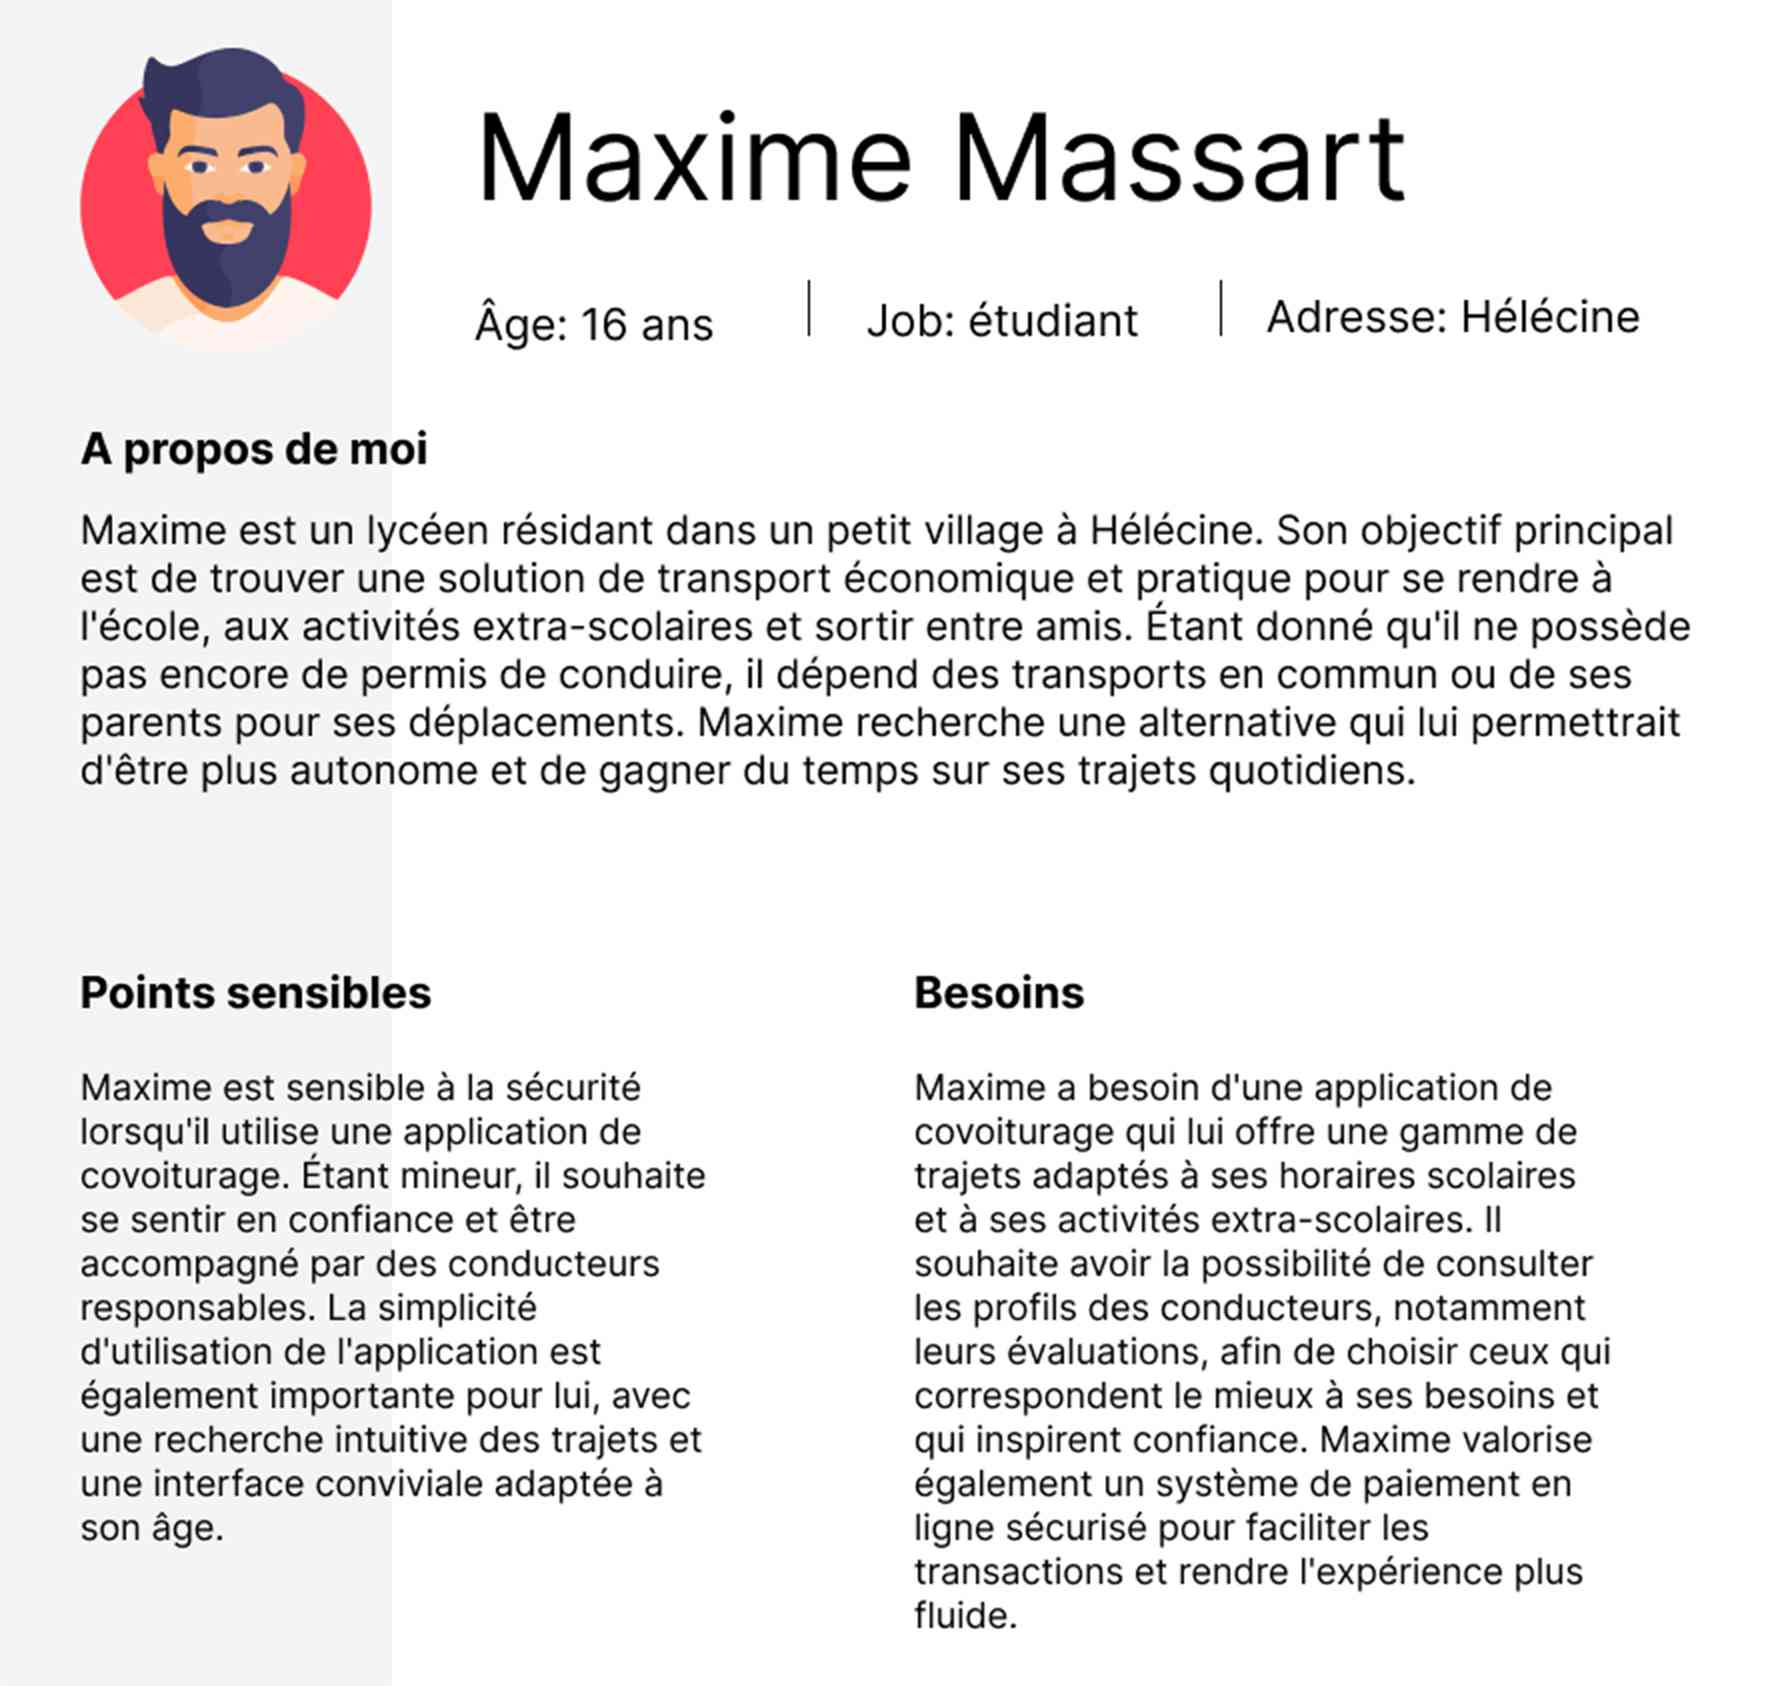 Maxime Massart
Âge: 16 ans
Job: étudiant
Adresse: Hélécine
A propos de moi
Maxime est un lycéen résidant dans un petit village à Hélécine. Son objectif principal
est de trouver une solution de transport économique et pratique pour se rendre à
l'école, aux activités extra-scolaires et sortir entre amis. Étant donné qu'il ne possède
pas encore de permis de conduire, il dépend des transports en commun ou de ses
parents pour ses déplacements. Maxime recherche une alternative qui lui permettrait
d'être plus autonome et de gagner du temps sur ses trajets quotidiens.
Points sensibles
Maxime est sensible à la sécurité
lorsqu'il utilise une application de
covoiturage. Étant mineur, il souhaite
se sentir en confiance et être
accompagné par des conducteurs
responsables. La simplicité
d'utilisation de l'application est
également importante pour lui, avec
une recherche intuitive des trajets et
une interface conviviale adaptée à
son âge.
Besoins
Maxime a besoin d'une application de
covoiturage qui lui offre une gamme de
trajets adaptés à ses horaires scolaires
et à ses activités extra-scolaires. Il
souhaite avoir la possibilité de consulter
les profils des conducteurs, notamment
leurs évaluations, afin de choisir ceux qui
correspondent le mieux à ses besoins et
qui inspirent confiance. Maxime valorise
également un système de paiement en
ligne sécurisé pour faciliter les
transactions et rendre l'expérience plus
fluide.